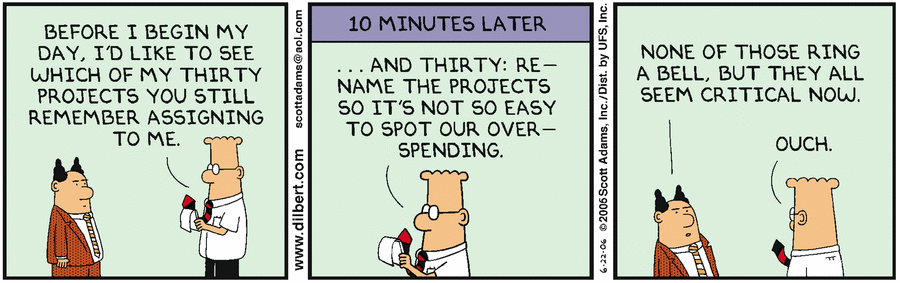 BEFORE I BEGIN MY
DAY, I'D LIKE TO SEE
WHICH OF MY THIRTY
PROJECTS YOU STILL
REMEMBER ASSIGNING
TO ME.
www.dilbert.com
scottadams@aol.com
10 MINUTES LATER
...AND THIRTY: RE-
NAME THE PROJECTS
SO IT'S NOT SO EASY
TO SPOT OUR OVER-
SPENDING.
6-22-06 © 2006 Scott Adams, Inc./Dist. by UFS, Inc.
NONE OF THOSE RING
A BELL, BUT THEY ALL
SEEM CRITICAL NOW.
OUCH.